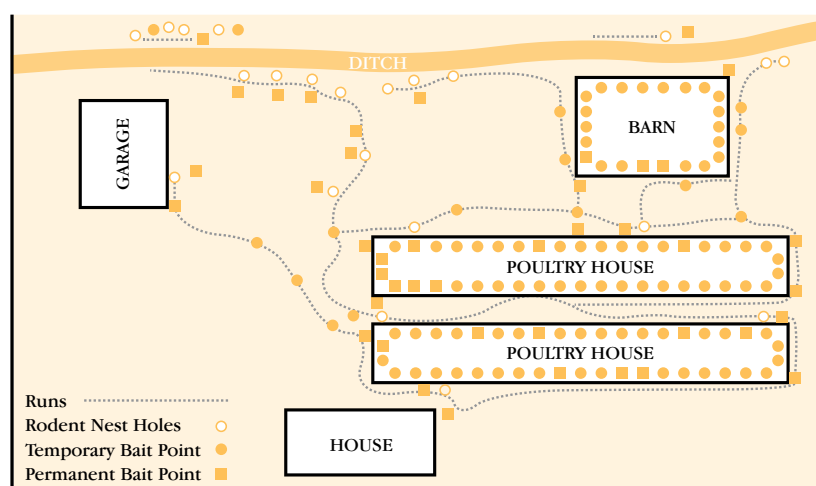 DITCH
GARAGE
BARN
POULTRY HOUSE
POULTRY HOUSE
HOUSE
Runs
Rodent Nest Holes
Temporary Bait Point
Permanent Bait Point